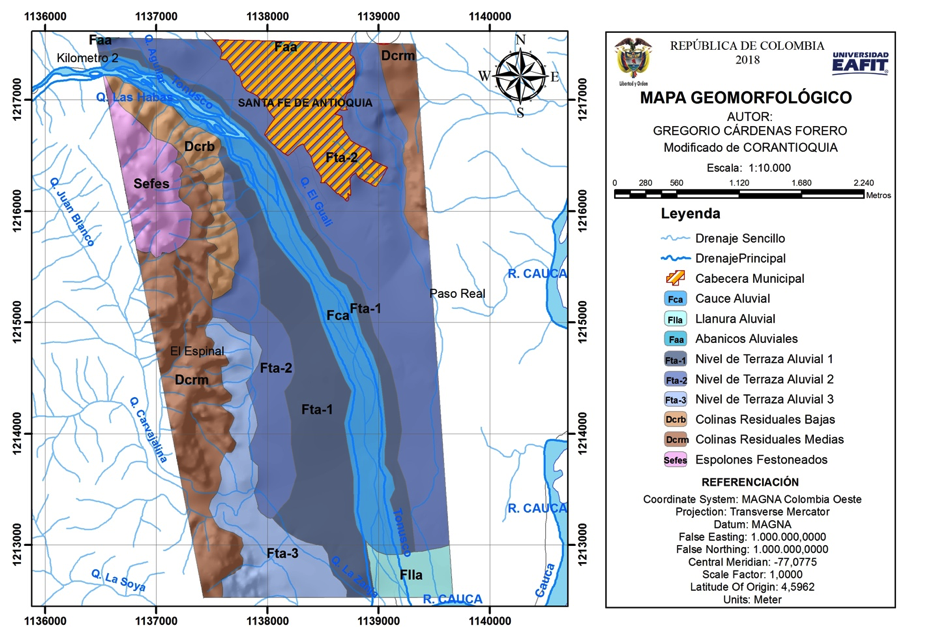 1136000 1137000 1138000 1139000 1140000
Faa
Kilometro 2
Q. Aguas
Tonusco
Faa
Dcrm
N
W E
S
1217000
1217000
Q. Las Habas
SANTA FE DE ANTIOQUIA
Dcrb
Fta-2
Sefes
Q. Juan Blanco
Q. El Guali
1216000
1216000
R. CAUCA
Paso Real
Fca
Fta-1
1215000
1215000
El Espinal
Dcrm
Fta-2
Fta-1
Q. Carvajalina
1214000
1214000
R. CAUCA
Tonusco
1213000
1213000
Fta-3
Flla
Q. La Soya
Cauca
R. CAUCA
1136000 1137000 1138000 1139000 1140000
Libertad y Orden
REPÚBLICA DE COLOMBIA
2018
UNIVERSIDAD
EAFIT
MAPA GEOMORFOLÓGICO
AUTOR:
GREGORIO CÁRDENAS FORERO
Modificado de CORANTIOQUIA
Escala: 1:10.000
0 280 560 1.120 1.680 2.240
Metros
Leyenda
Drenaje Sencillo
DrenajePrincipal
Cabecera Municipal
Fca Cauce Aluvial
Flla Llanura Aluvial
Faa Abanicos Aluviales
Fta-1 Nivel de Terraza Aluvial 1
Fta-2 Nivel de Terraza Aluvial 2
Fta-3 Nivel de Terraza Aluvial 3
Dcrb Colinas Residuales Bajas
Dcrm Colinas Residuales Medias
Sefes Espolones Festoneados
REFERENCIACIÓN
Coordinate System: MAGNA Colombia Oeste
Projection: Transverse Mercator
Datum: MAGNA
False Easting: 1.000.000,0000
False Northing: 1.000.000,0000
Central Meridian: -77,0775
Scale Factor: 1,0000
Latitude Of Origin: 4,5962
Units: Meter